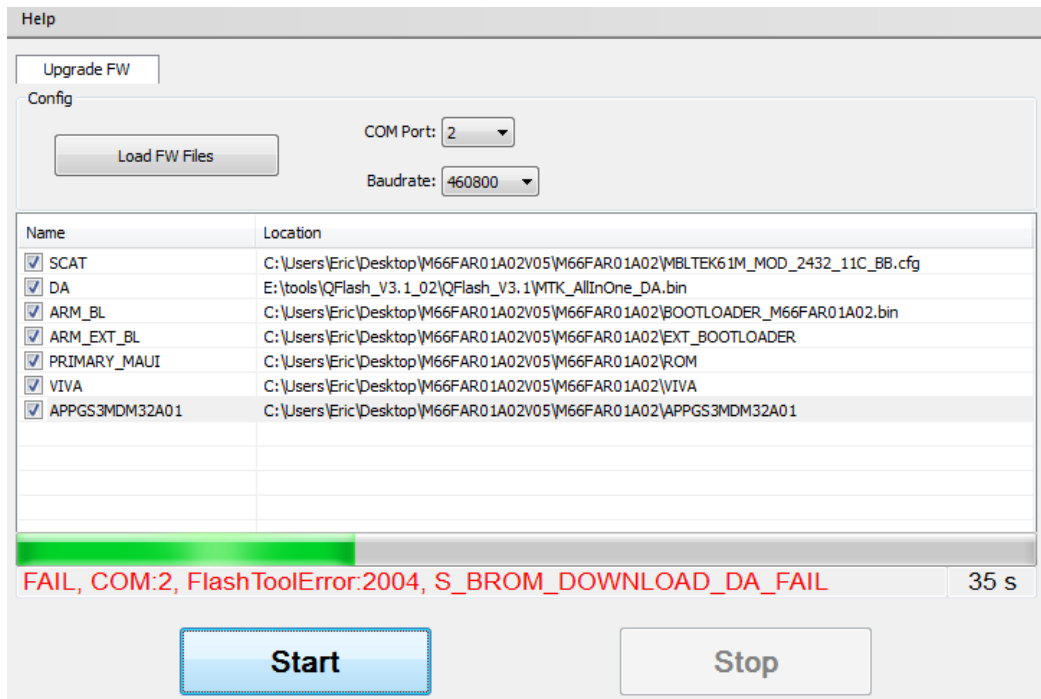 Help
Upgrade FW
Config
Load FW Files
COM Port: 2
Baudrate: 460800
Name Location
SCAT C:\Users\Eric\Desktop\M66FAR01A02V05\M66FAR01A02\MBLTEK61M_MOD_2432_11C_BB.cfg
DA E:\tools\QFlash_V3.1_02\QFlash_V3.1\MTK_AllInOne_DA.bin
ARM_BL C:\Users\Eric\Desktop\M66FAR01A02V05\M66FAR01A02\BOOTLOADER_M66FAR01A02.bin
ARM_EXT_BL C:\Users\Eric\Desktop\M66FAR01A02V05\M66FAR01A02\EXT_BOOTLOADER
PRIMARY_MAUI C:\Users\Eric\Desktop\M66FAR01A02V05\M66FAR01A02\ROM
VIVA C:\Users\Eric\Desktop\M66FAR01A02V05\M66FAR01A02\VIVA
APPGS3MDM32A01 C:\Users\Eric\Desktop\M66FAR01A02V05\M66FAR01A02\APPGS3MDM32A01
FAIL, COM:2, FlashToolError:2004, S_BROM_DOWNLOAD_DA_FAIL 35 s
Start Stop